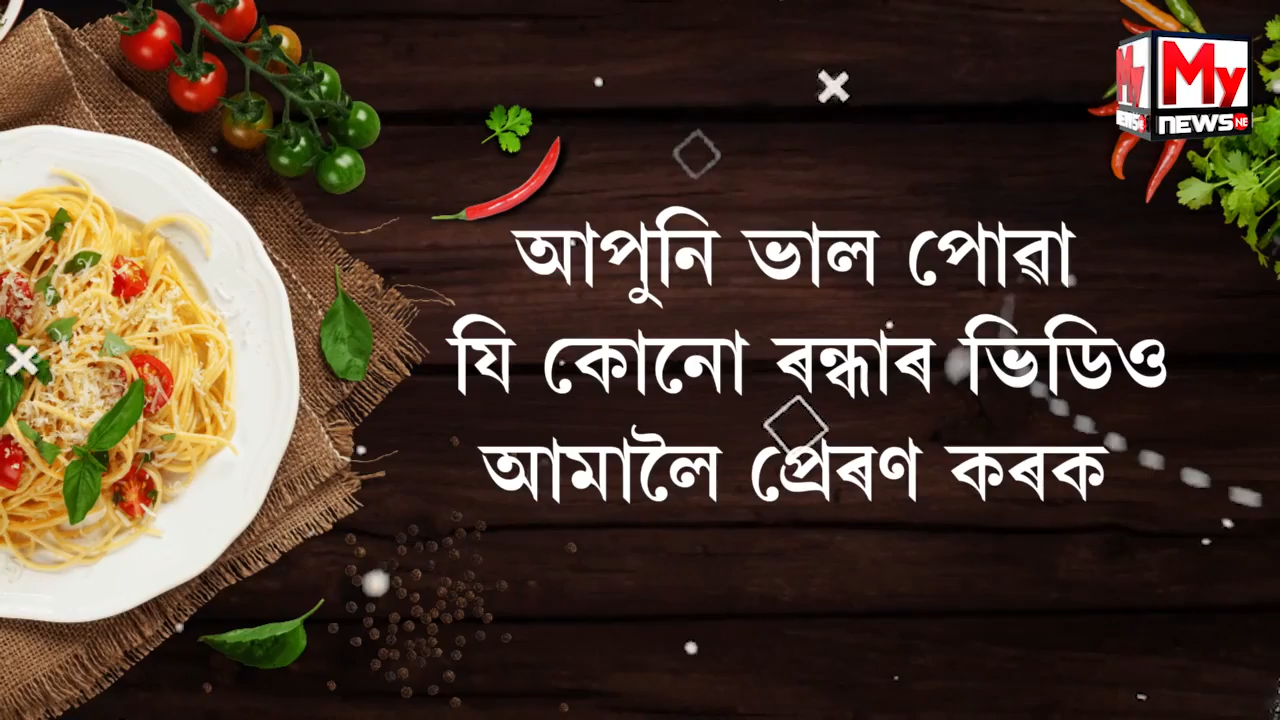 My
NEWS NE
আপুনি ভাল পোৱা
যি কোনো ৰন্ধাৰ ভিডিও
আমালৈ প্ৰেৰণ কৰক